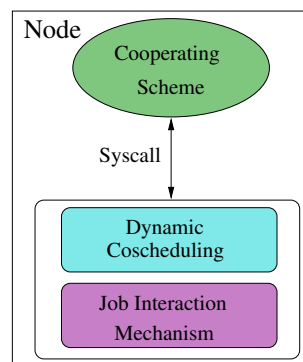 Node
Cooperating
Scheme
Syscall
Dynamic
Coscheduling
Job Interaction
Mechanism